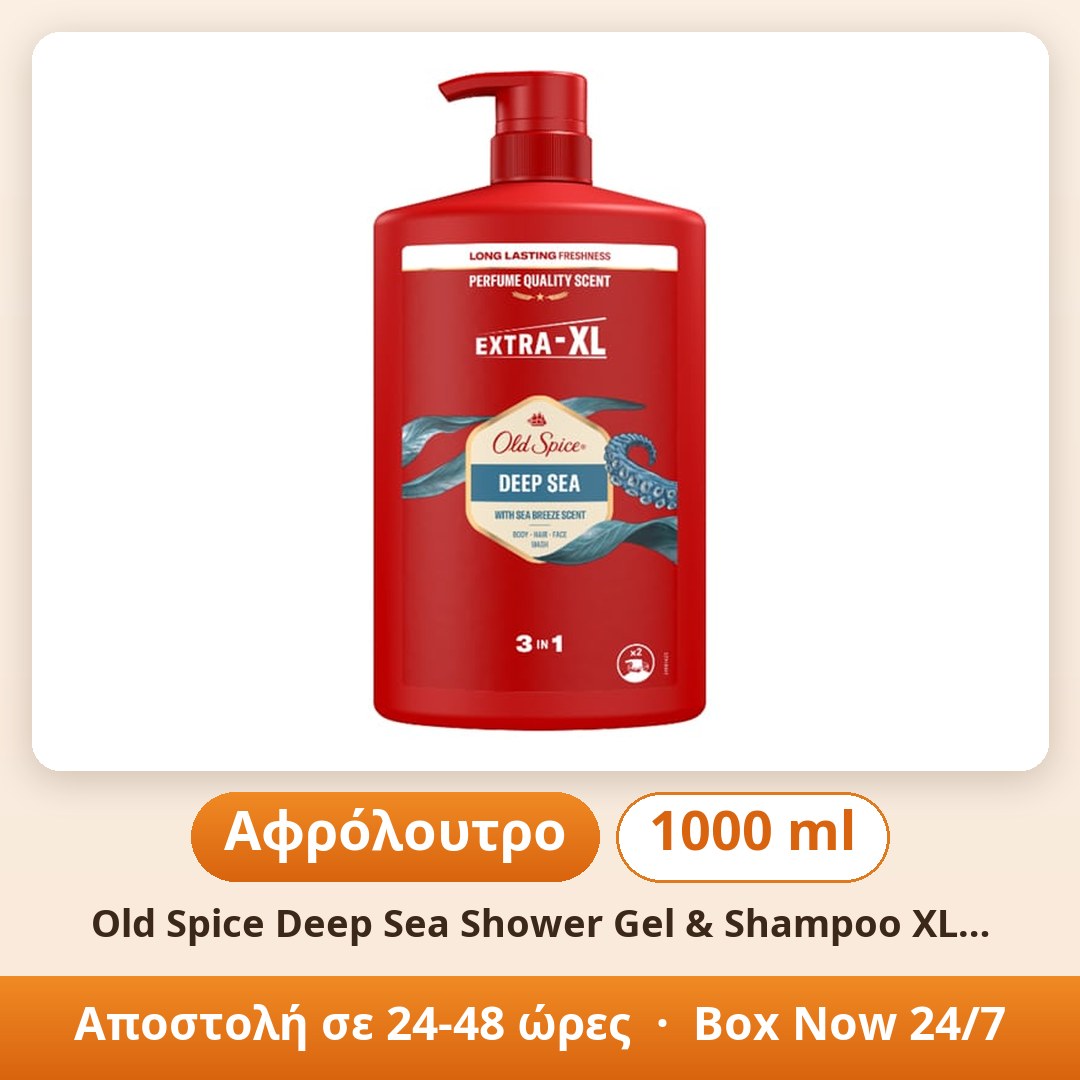 LONG LASTING FRESHNESS
PERFUME QUALITY SCENT
EXTRA-XL
Old Spice®
DEEP SEA
WITH SEA BREEZE SCENT
BODY - HAIR - FACE
WASH
3 IN 1
x2
Αφρόλουτρο 1000 ml
Old Spice Deep Sea Shower Gel & Shampoo XL...
Αποστολή σε 24-48 ώρες · Box Now 24/7